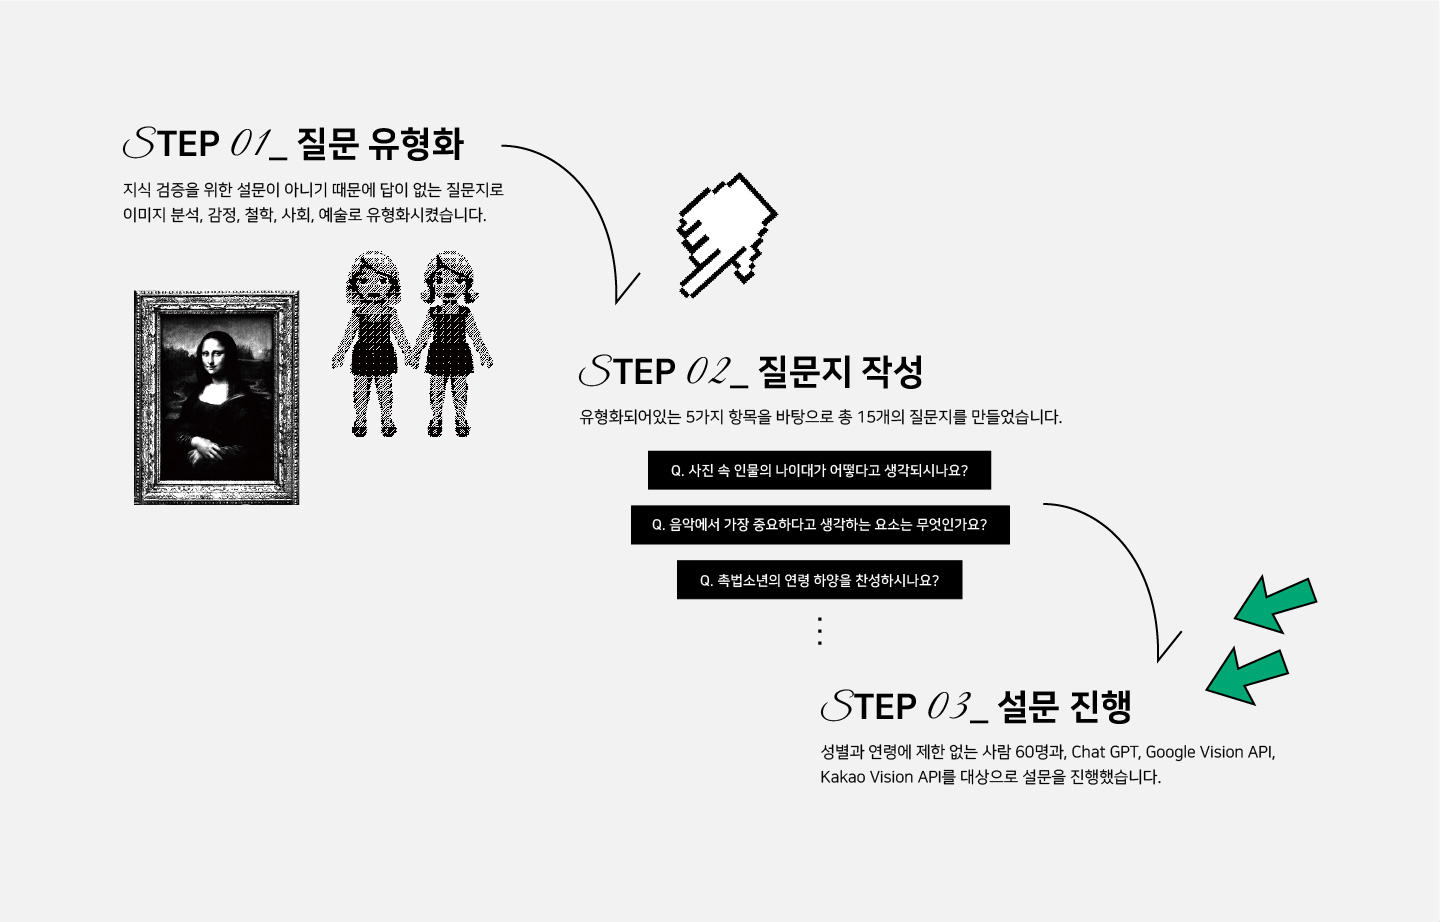 STEP 01_ 질문 유형화
지식 검증을 위한 설문이 아니기 때문에 답이 없는 질문지로
이미지 분석, 감정, 철학, 사회, 예술로 유형화시켰습니다.
STEP 02_ 질문지 작성
유형화되어있는 5가지 항목을 바탕으로 총 15개의 질문지를 만들었습니다.
Q. 사진 속 인물의 나이대가 어떻다고 생각되시나요?
Q. 음악에서 가장 중요하다고 생각하는 요소는 무엇인가요?
Q. 촉법소년의 연령 하양을 찬성하시나요?
STEP 03_ 설문 진행
성별과 연령에 제한 없는 사람 60명과, Chat GPT, Google Vision API,
Kakao Vision API를 대상으로 설문을 진행했습니다.